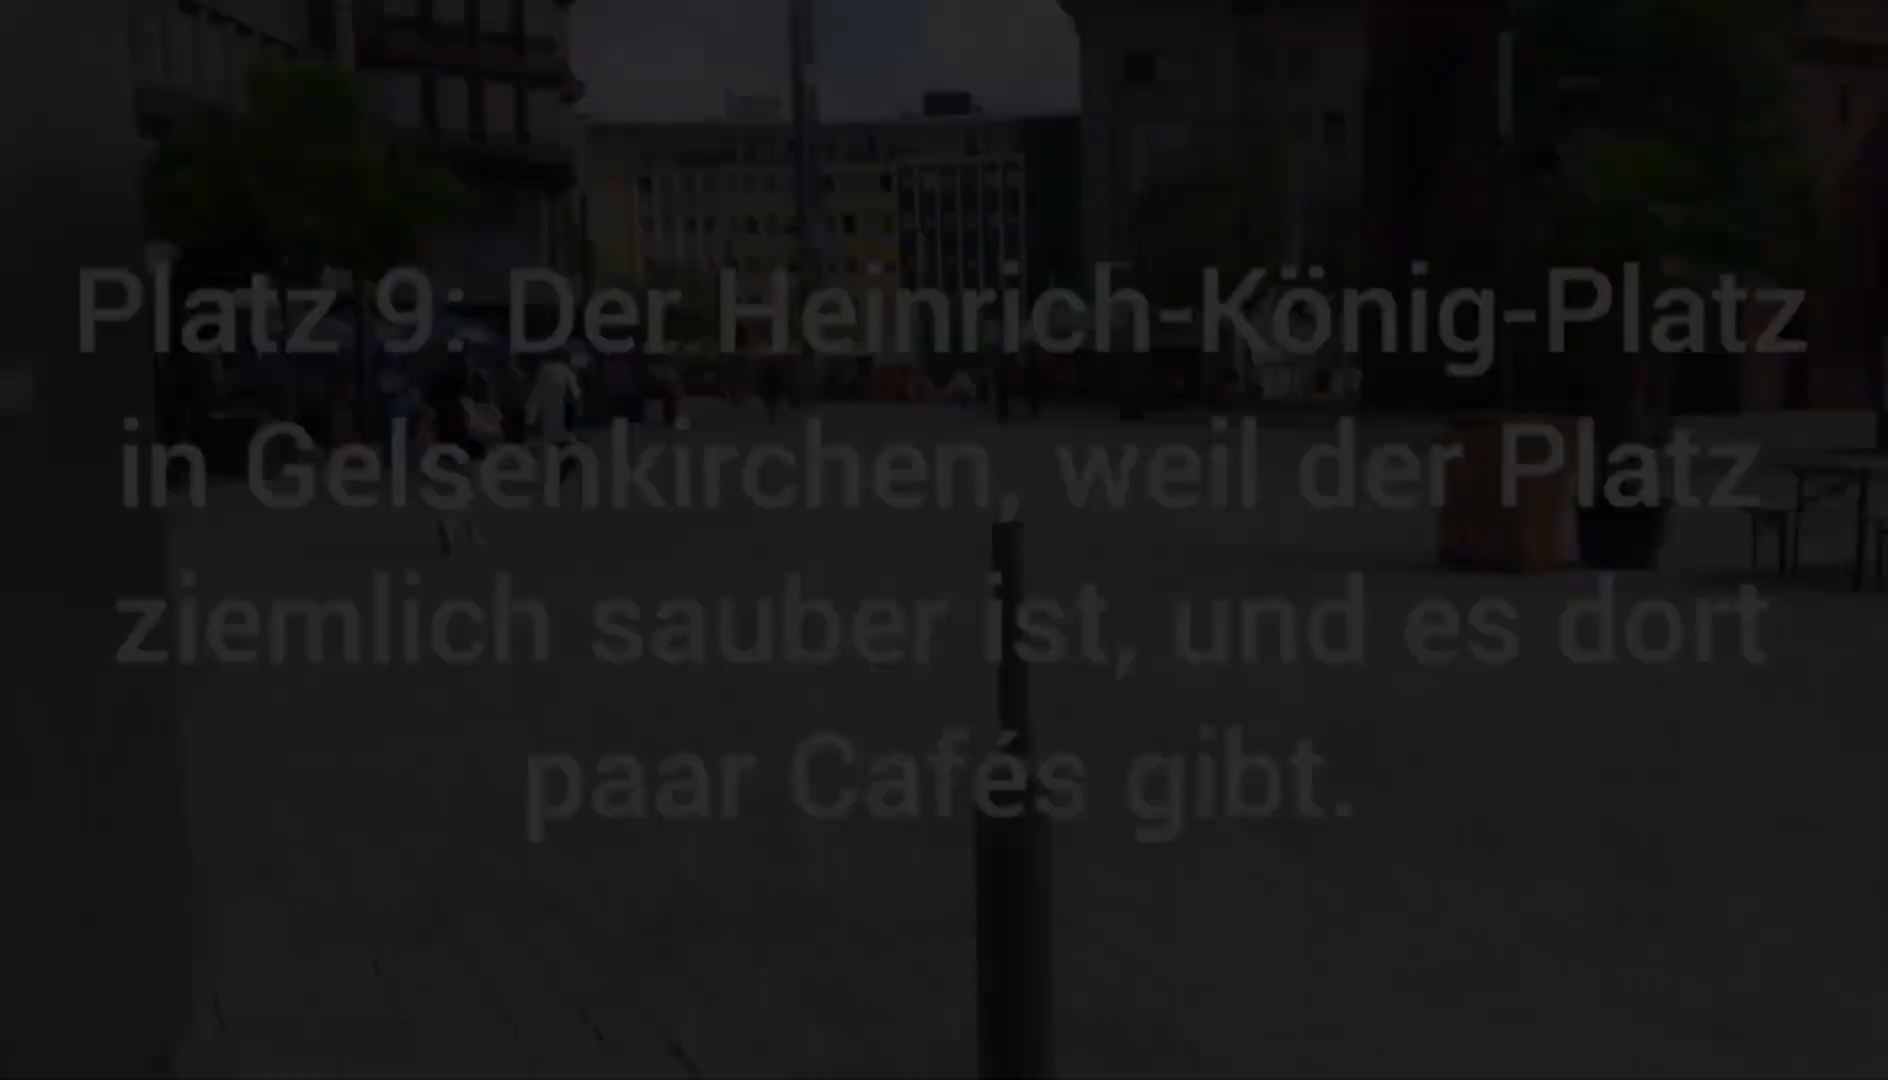 Platz 9: Der Heinrich-König-Platz
in Gelsenkirchen, weil der Platz
ziemlich sauber ist, und es dort
paar Cafés gibt.